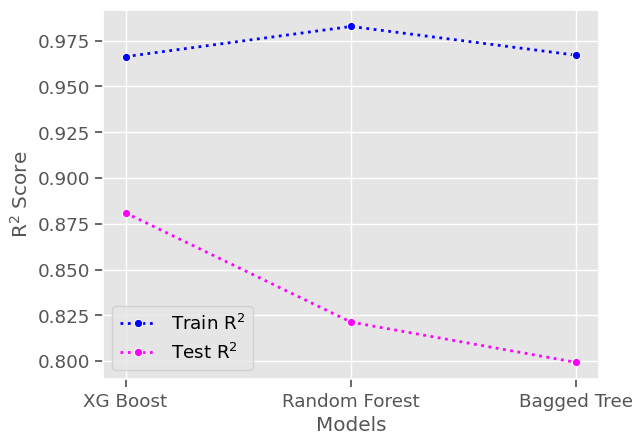 0.975
0.950
0.925
0.900
0.875
0.850
0.825
0.800
R² Score
Train R²
Test R²
XG Boost Random Forest Bagged Tree
Models